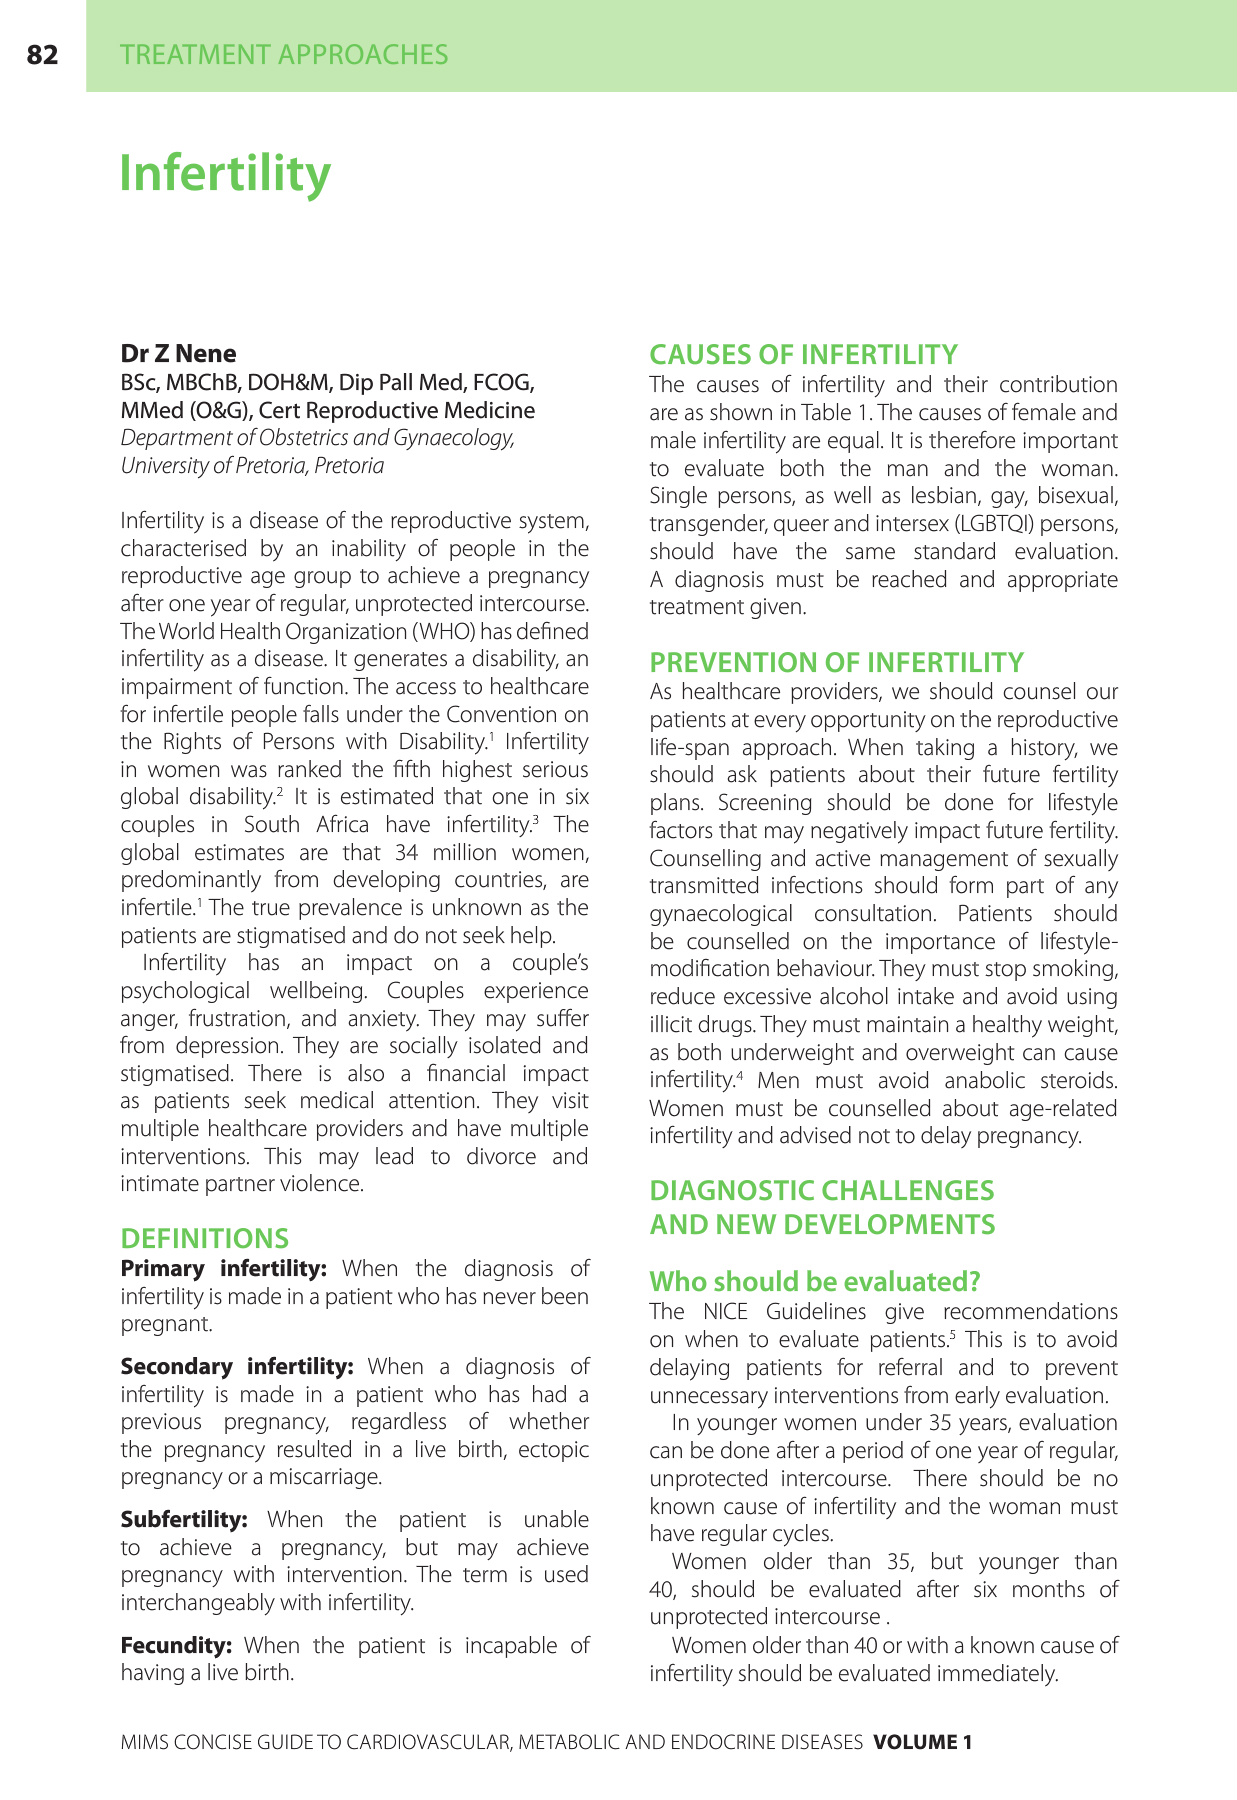 82
TREATMENT APPROACHES
Infertility
Dr Z Nene
BSc, MBChB, DOH&M, Dip Pall Med, FCOG,
MMed (O&G), Cert Reproductive Medicine
Department of Obstetrics and Gynaecology,
University of Pretoria, Pretoria
Infertility is a disease of the reproductive system,
characterised by an inability of people in the
reproductive age group to achieve a pregnancy
after one year of regular, unprotected intercourse.
The World Health Organization (WHO) has defined
infertility as a disease. It generates a disability, an
impairment of function. The access to healthcare
for infertile people falls under the Convention on
the Rights of Persons with Disability.¹ Infertility
in women was ranked the fifth highest serious
global disability.² It is estimated that one in six
couples in South Africa have infertility.³ The
global estimates are that 34 million women,
predominantly from developing countries, are
infertile.¹ The true prevalence is unknown as the
patients are stigmatised and do not seek help.
Infertility has an impact on a couple’s
psychological wellbeing. Couples experience
anger, frustration, and anxiety. They may suffer
from depression. They are socially isolated and
stigmatised. There is also a financial impact
as patients seek medical attention. They visit
multiple healthcare providers and have multiple
interventions. This may lead to divorce and
intimate partner violence.
DEFINITIONS
Primary infertility: When the diagnosis of
infertility is made in a patient who has never been
pregnant.
Secondary infertility: When a diagnosis of
infertility is made in a patient who has had a
previous pregnancy, regardless of whether
the pregnancy resulted in a live birth, ectopic
pregnancy or a miscarriage.
Subfertility: When the patient is unable
to achieve a pregnancy, but may achieve
pregnancy with intervention. The term is used
interchangeably with infertility.
Fecundity: When the patient is incapable of
having a live birth.
CAUSES OF INFERTILITY
The causes of infertility and their contribution
are as shown in Table 1. The causes of female and
male infertility are equal. It is therefore important
to evaluate both the man and the woman.
Single persons, as well as lesbian, gay, bisexual,
transgender, queer and intersex (LGBTQI) persons,
should have the same standard evaluation.
A diagnosis must be reached and appropriate
treatment given.
PREVENTION OF INFERTILITY
As healthcare providers, we should counsel our
patients at every opportunity on the reproductive
life-span approach. When taking a history, we
should ask patients about their future fertility
plans. Screening should be done for lifestyle
factors that may negatively impact future fertility.
Counselling and active management of sexually
transmitted infections should form part of any
gynaecological consultation. Patients should
be counselled on the importance of lifestyle-
modification behaviour. They must stop smoking,
reduce excessive alcohol intake and avoid using
illicit drugs. They must maintain a healthy weight,
as both underweight and overweight can cause
infertility.⁴ Men must avoid anabolic steroids.
Women must be counselled about age-related
infertility and advised not to delay pregnancy.
DIAGNOSTIC CHALLENGES
AND NEW DEVELOPMENTS
Who should be evaluated?
The NICE Guidelines give recommendations
on when to evaluate patients.⁵ This is to avoid
delaying patients for referral and to prevent
unnecessary interventions from early evaluation.
In younger women under 35 years, evaluation
can be done after a period of one year of regular,
unprotected intercourse. There should be no
known cause of infertility and the woman must
have regular cycles.
Women older than 35, but younger than
40, should be evaluated after six months of
unprotected intercourse .
Women older than 40 or with a known cause of
infertility should be evaluated immediately.
MIMS CONCISE GUIDE TO CARDIOVASCULAR, METABOLIC AND ENDOCRINE DISEASES VOLUME 1